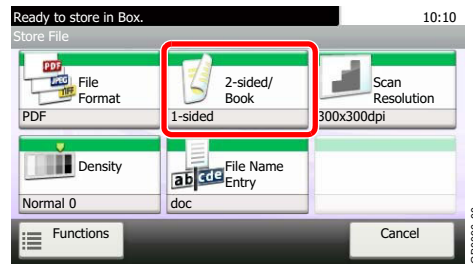 Ready to store in Box.
10:10
Store File
PDF
JPEG
TIFF
File
Format
PDF
2-sided/
Book
1-sided
Scan
Resolution
300x300dpi
Density
Normal 0
ab cde
File Name
Entry
doc
Functions
Cancel